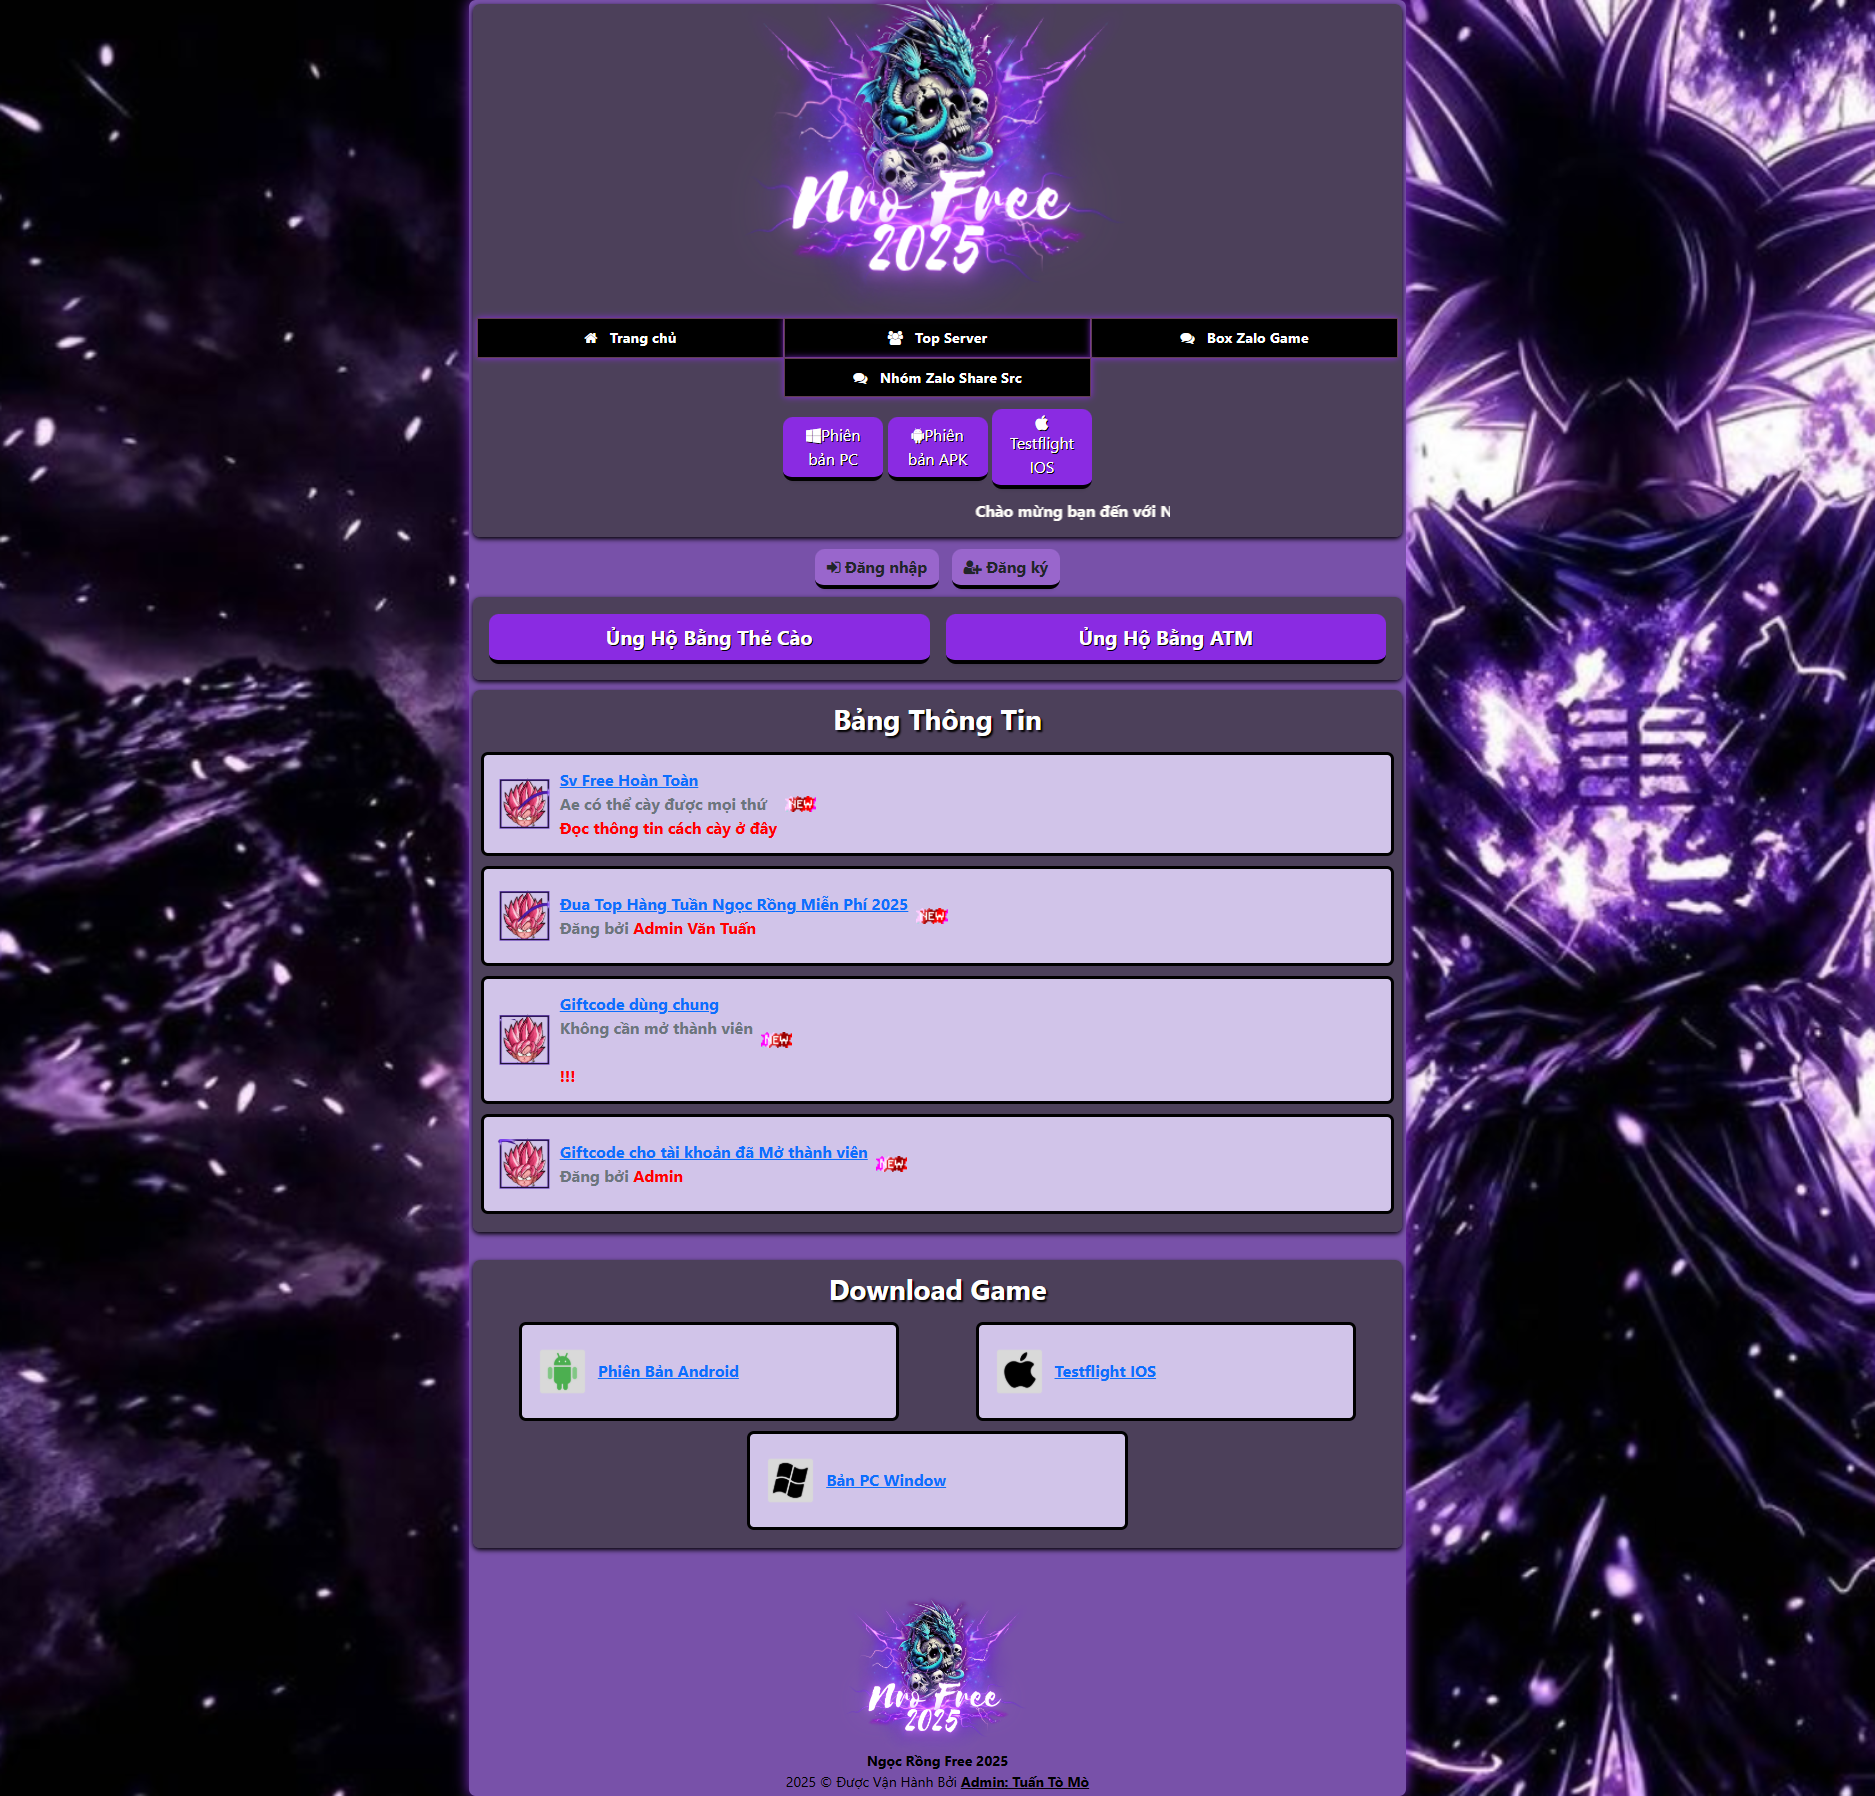 Nro Free
2025
Trang chủ
Top Server
Box Zalo Game
Nhóm Zalo Share Src
Phiên
bản PC
Phiên
bản APK
Testflight
IOS
Chào mừng bạn đến với N
Đăng nhập
Đăng ký
Ủng Hộ Bằng Thẻ Cào
Ủng Hộ Bằng ATM
Bảng Thông Tin
Sv Free Hoàn Toàn
Ae có thể cày được mọi thứ
NEW
Đọc thông tin cách cày ở đây
Đua Top Hàng Tuần Ngọc Rồng Miễn Phí 2025
NEW
Đăng bởi Admin Văn Tuấn
Giftcode dùng chung
Không cần mở thành viên
NEW
!!!
Giftcode cho tài khoản đã Mở thành viên
NEW
Đăng bởi Admin
Download Game
Phiên Bản Android
Testflight IOS
Bản PC Window
Nro Free
2025
Ngọc Rồng Free 2025
2025 © Được Vận Hành Bởi Admin: Tuấn Tò Mò